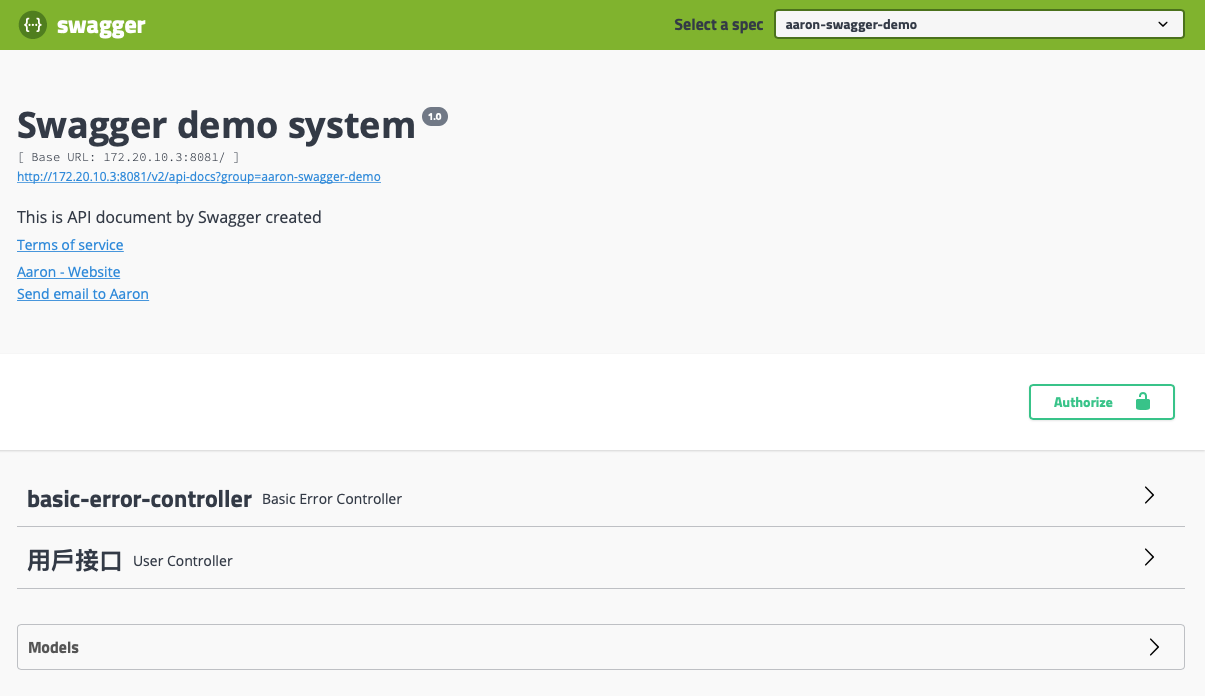 swagger
Select a spec aaron-swagger-demo
Swagger demo system 1.0
[ Base URL: 172.20.10.3:8081/ ]
http://172.20.10.3:8081/v2/api-docs?group=aaron-swagger-demo
This is API document by Swagger created
Terms of service
Aaron - Website
Send email to Aaron
Authorize
basic-error-controller Basic Error Controller
用戶接口 User Controller
Models